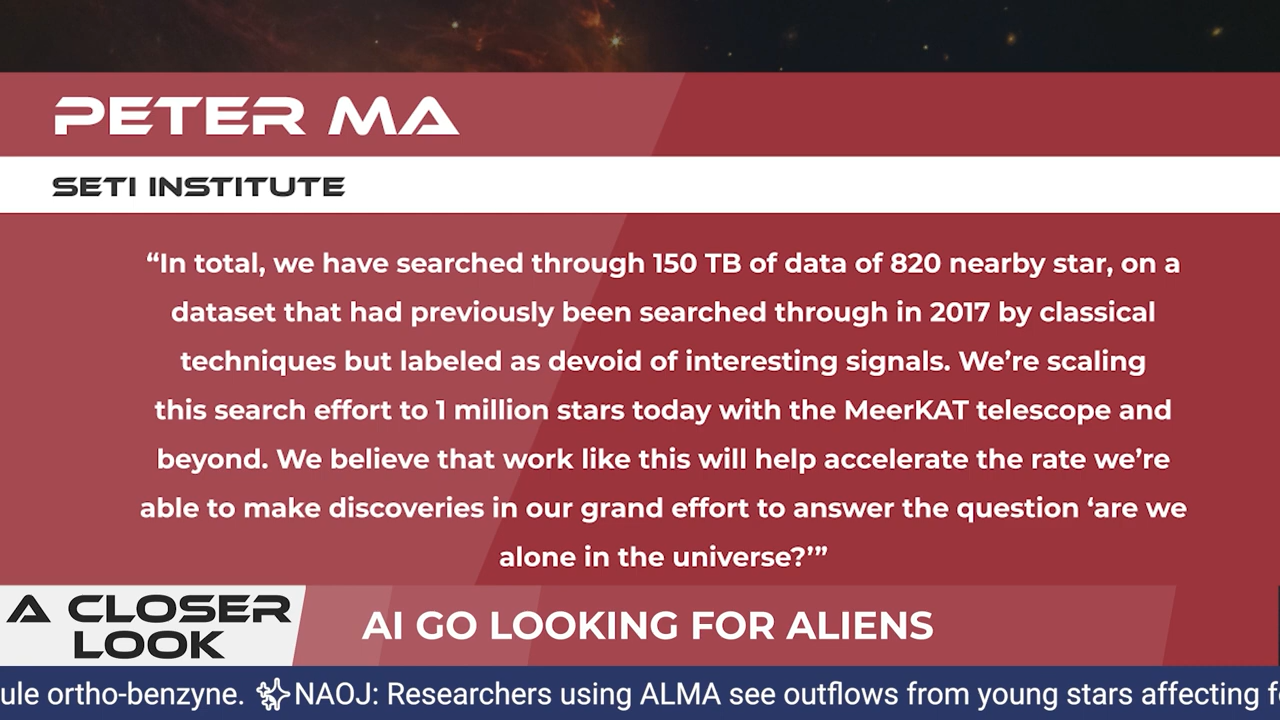 PETER MA
SETI INSTITUTE
“In total, we have searched through 150 TB of data of 820 nearby star, on a
dataset that had previously been searched through in 2017 by classical
techniques but labeled as devoid of interesting signals. We’re scaling
this search effort to 1 million stars today with the MeerKAT telescope and
beyond. We believe that work like this will help accelerate the rate we’re
able to make discoveries in our grand effort to answer the question ‘are we
alone in the universe?’”
A CLOSER
LOOK
AI GO LOOKING FOR ALIENS
ule ortho-benzyne. NAOJ: Researchers using ALMA see outflows from young stars affecting